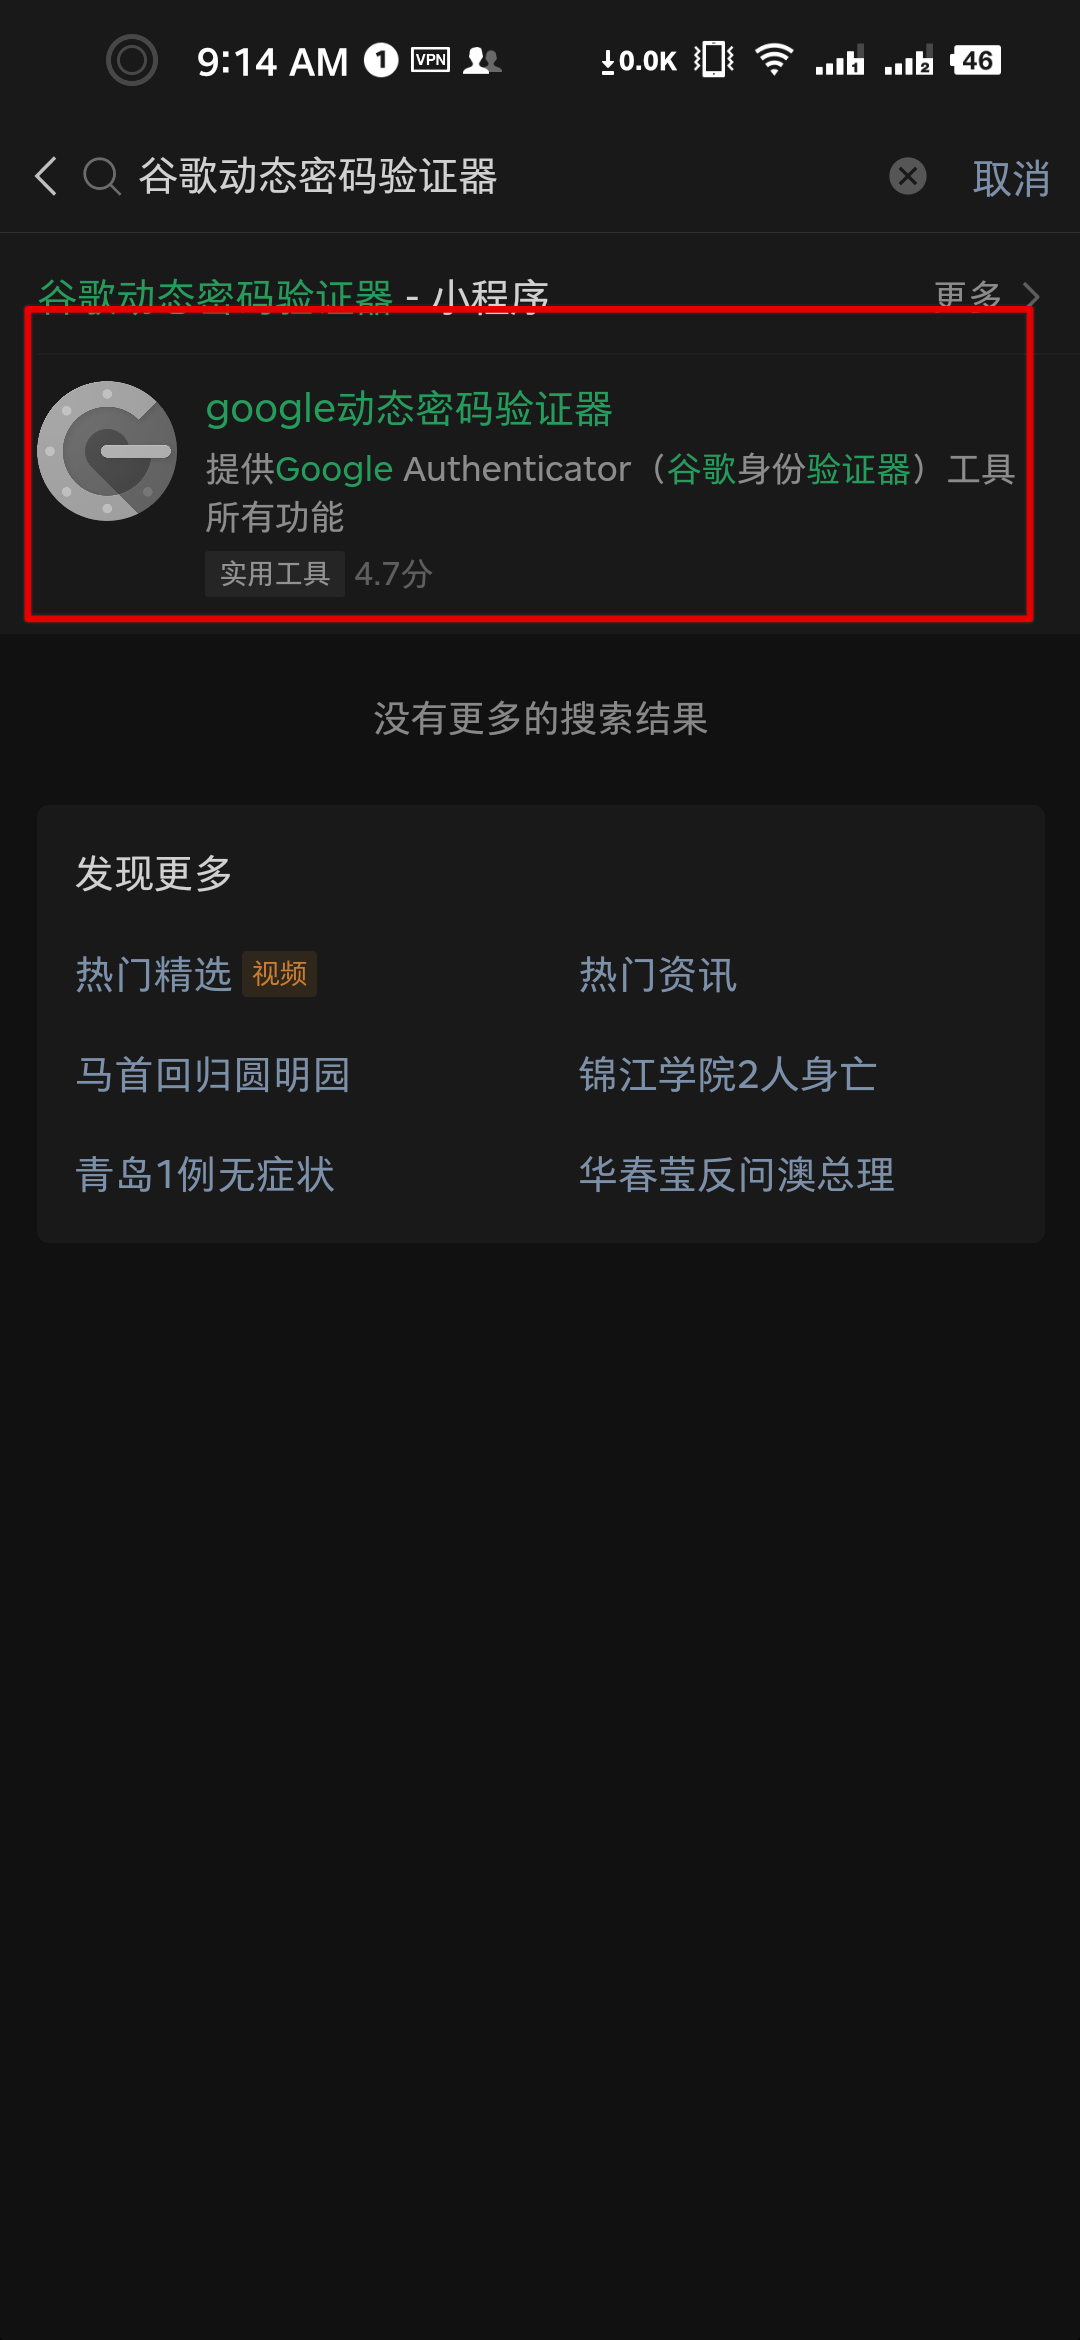 9:14 AM 1 VPN 0.0K 1 2 46
谷歌动态密码验证器 取消
谷歌动态密码验证器 - 小程序 更多
google动态密码验证器
提供Google Authenticator（谷歌身份验证器）工具
所有功能
实用工具 4.7分
没有更多的搜索结果
发现更多
热门精选 视频 热门资讯
马首回归圆明园 锦江学院2人身亡
青岛1例无症状 华春莹反问澳总理